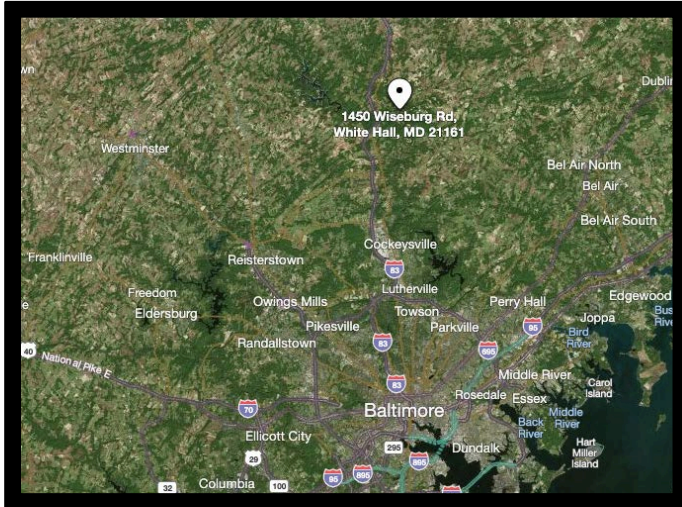 Dublin
1450 Wiseburg Rd,
White Hall, MD 21161
Westminster
Bel Air North
Bel Air
Bel Air South
Cockeysville
Franklinville
Reisterstown
83
Lutherville
Freedom
Owings Mills
Perry Hall
Edgewood
Eldersburg
Towson
Joppa
Pikesville
Parkville
95
Bird
River
Randallstown
83
695
40
National Pike E
Middle River
83
Carol
Island
Rosedale
Essex
70
Baltimore
Middle
River
Back
River
Ellicott City
295
Dundalk
Hart
Miller
Island
29
95
895
Columbia
32
100